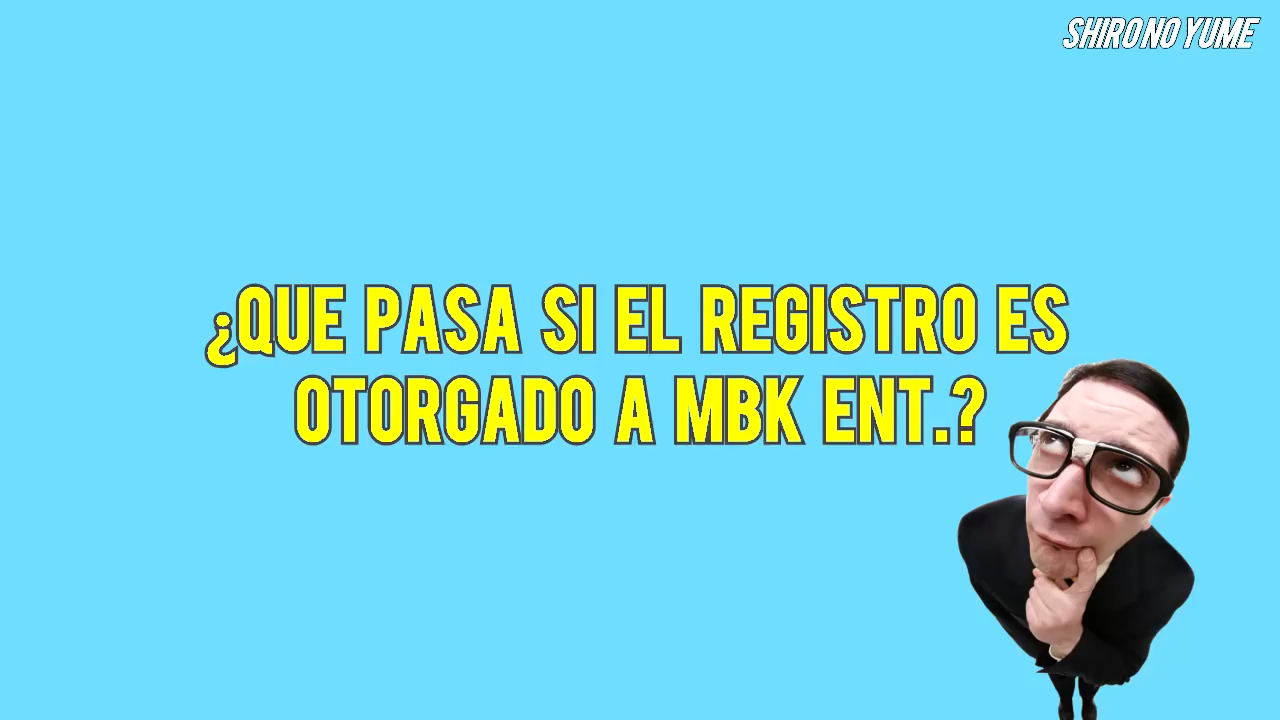 SHIRO NO YUME
¿QUE PASA SI EL REGISTRO ES
OTORGADO A MBK ENT.?